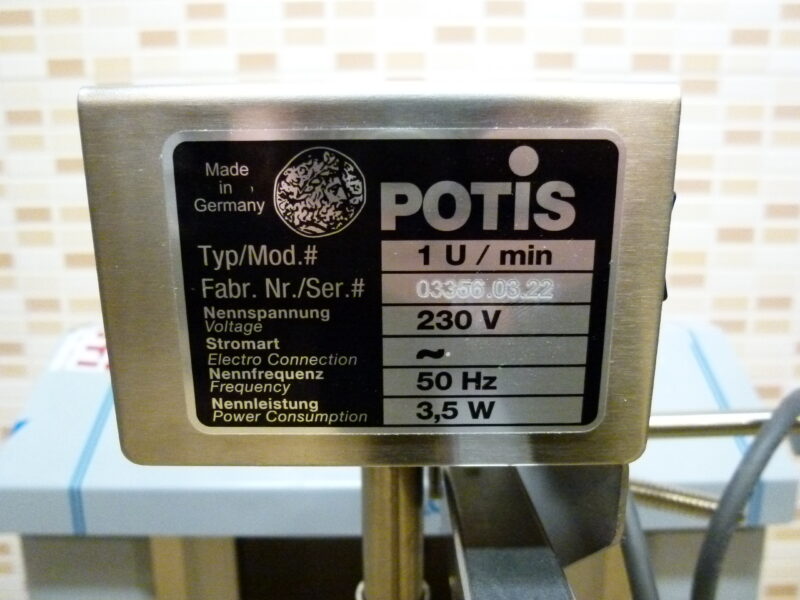 Made
in
Germany
POTIS
Typ/Mod.# 1 U / min
Fabr. Nr./Ser.# 03356.03.22
Nennspannung
Voltage
230 V
Stromart
Electro Connection
~
Nennfrequenz
Frequency
50 Hz
Nennleistung
Power Consumption
3,5 W